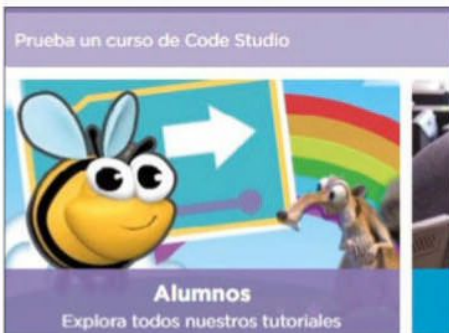 Prueba un curso de Code Studio
Alumnos
Explora todos nuestros tutoriales